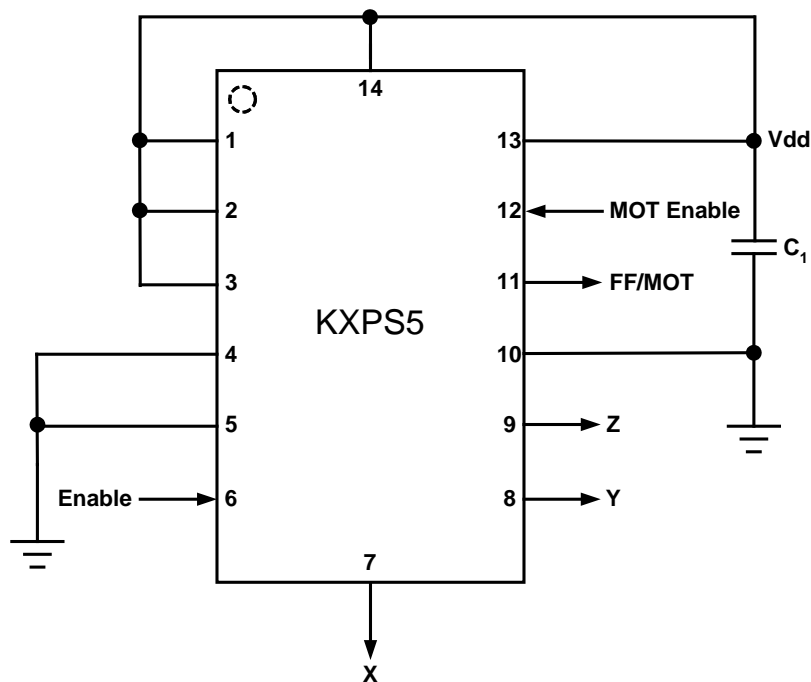 14
1 13 Vdd
2 12 MOT Enable
C₁
3 11 FF/MOT
KXPS5
4 10
5 9 Z
Enable 6 8 Y
7
X